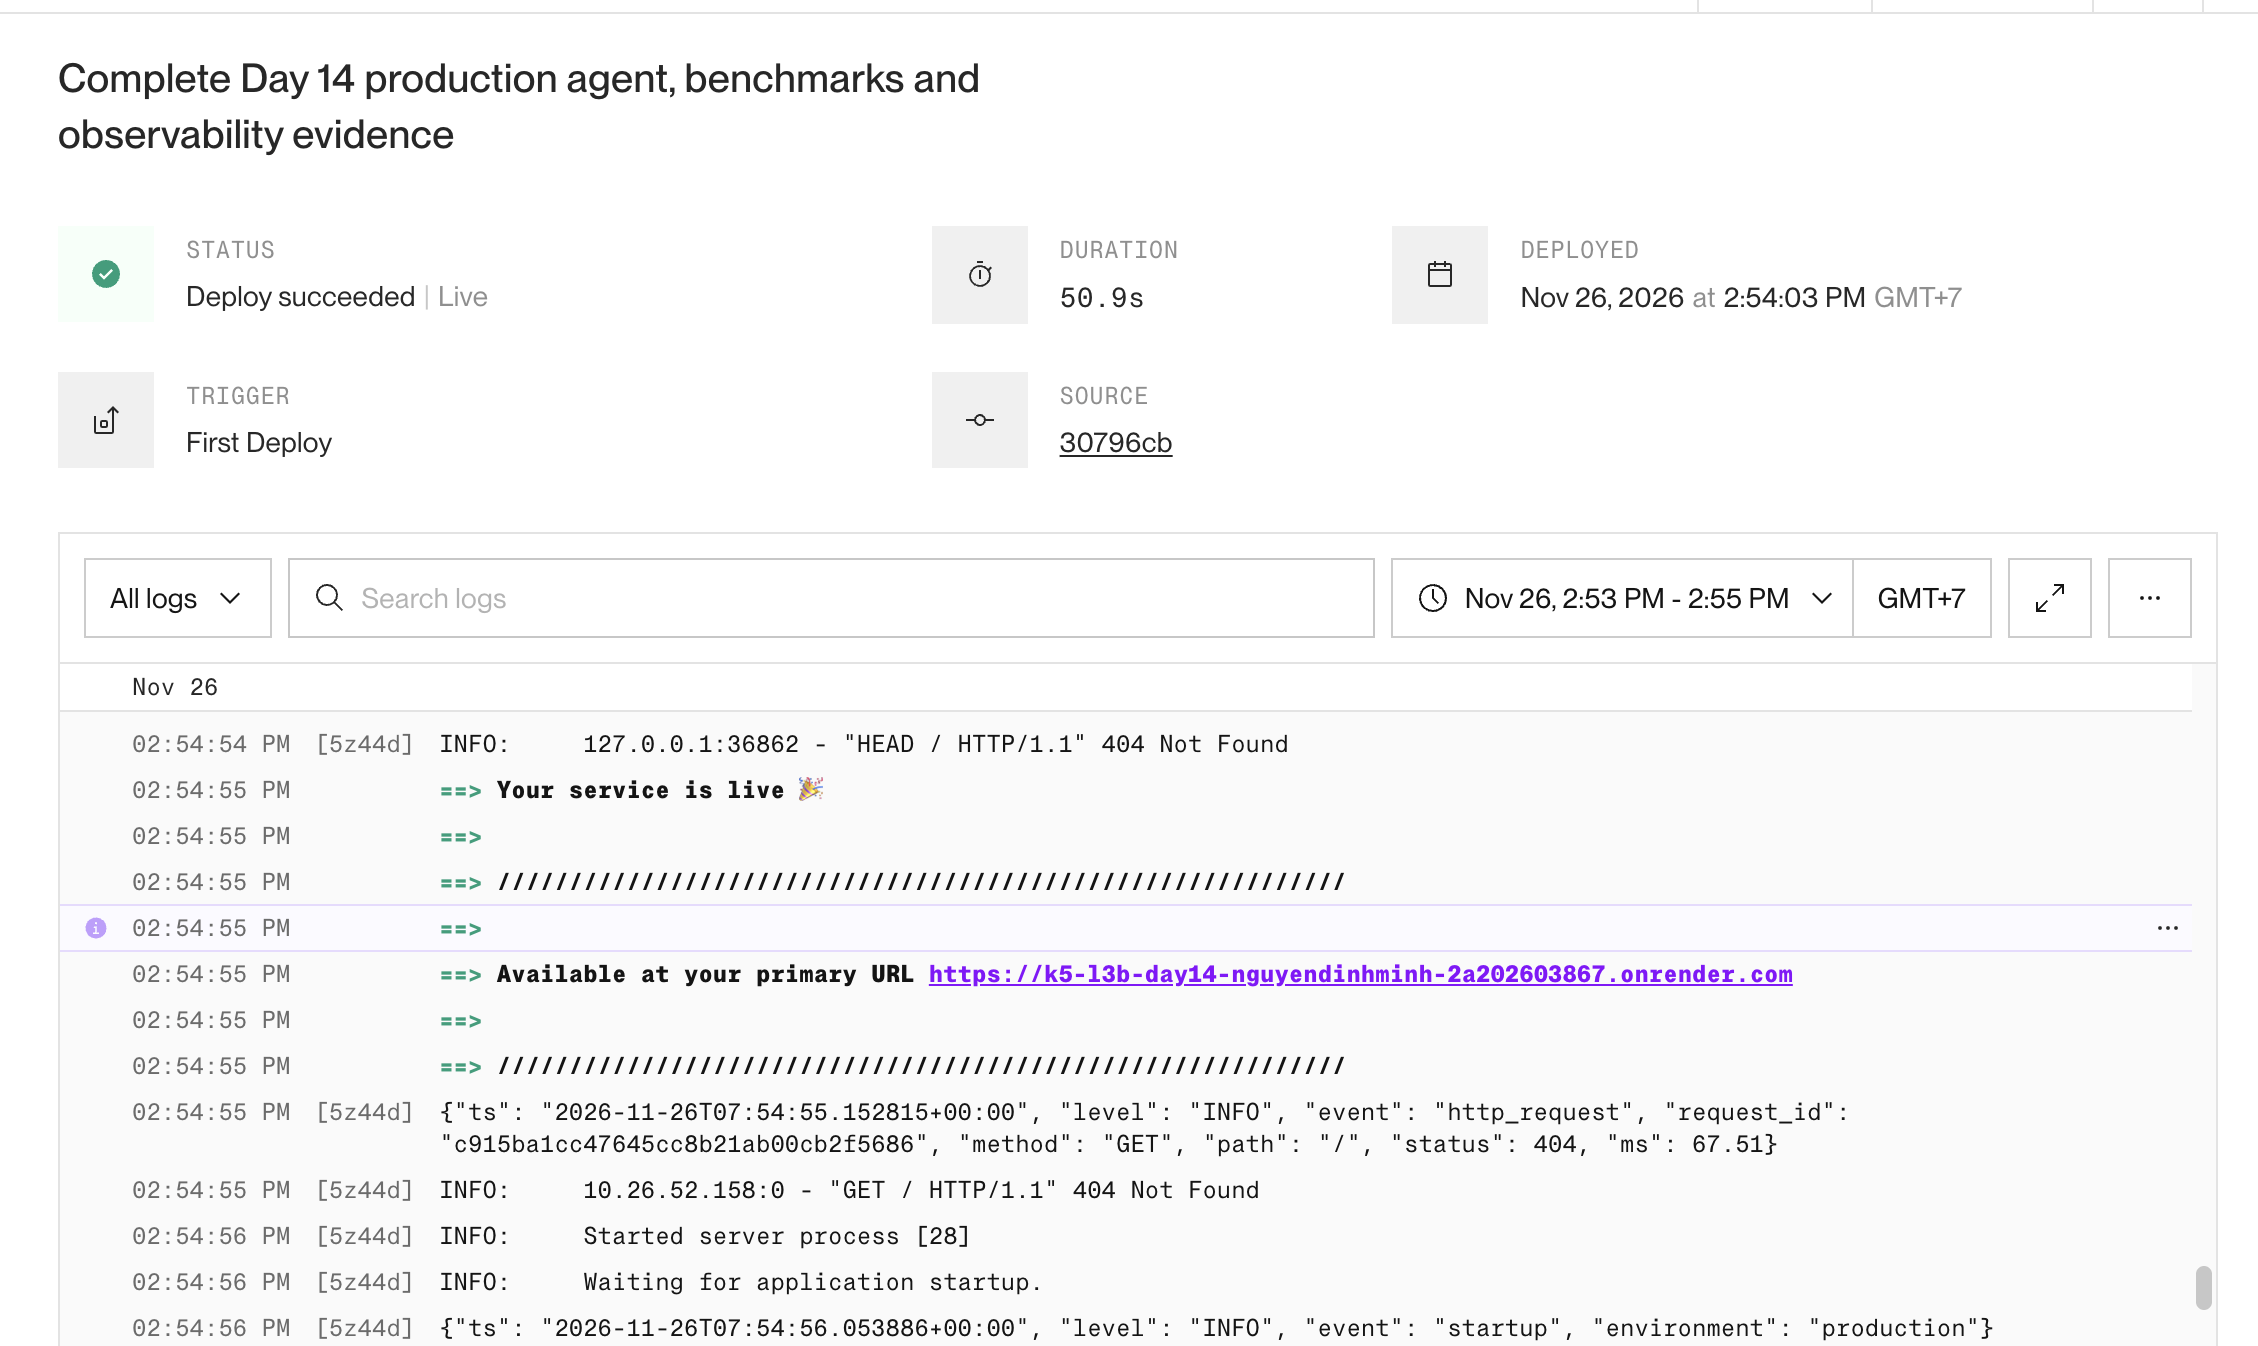 Complete Day 14 production agent, benchmarks and
observability evidence
STATUS
Deploy succeeded | Live
DURATION
50.9s
DEPLOYED
Nov 26, 2026 at 2:54:03 PM GMT+7
TRIGGER
First Deploy
SOURCE
30796cb
All logs
Search logs
Nov 26, 2:53 PM - 2:55 PM
GMT+7
Nov 26
02:54:54 PM [5z44d] INFO: 127.0.0.1:36862 - "HEAD / HTTP/1.1" 404 Not Found
02:54:55 PM ==> Your service is live 🎉
02:54:55 PM ==>
02:54:55 PM ==> ///////////////////////////////////////////////////////////
02:54:55 PM ==>
02:54:55 PM ==> Available at your primary URL https://k5-l3b-day14-nguyendinhminh-2a202603867.onrender.com
02:54:55 PM ==>
02:54:55 PM ==> ///////////////////////////////////////////////////////////
02:54:55 PM [5z44d] {"ts": "2026-11-26T07:54:55.152815+00:00", "level": "INFO", "event": "http_request", "request_id":
"c915ba1cc47645cc8b21ab00cb2f5686", "method": "GET", "path": "/", "status": 404, "ms": 67.51}
02:54:55 PM [5z44d] INFO: 10.26.52.158:0 - "GET / HTTP/1.1" 404 Not Found
02:54:56 PM [5z44d] INFO: Started server process [28]
02:54:56 PM [5z44d] INFO: Waiting for application startup.
02:54:56 PM [5z44d] {"ts": "2026-11-26T07:54:56.053886+00:00", "level": "INFO", "event": "startup", "environment": "production"}